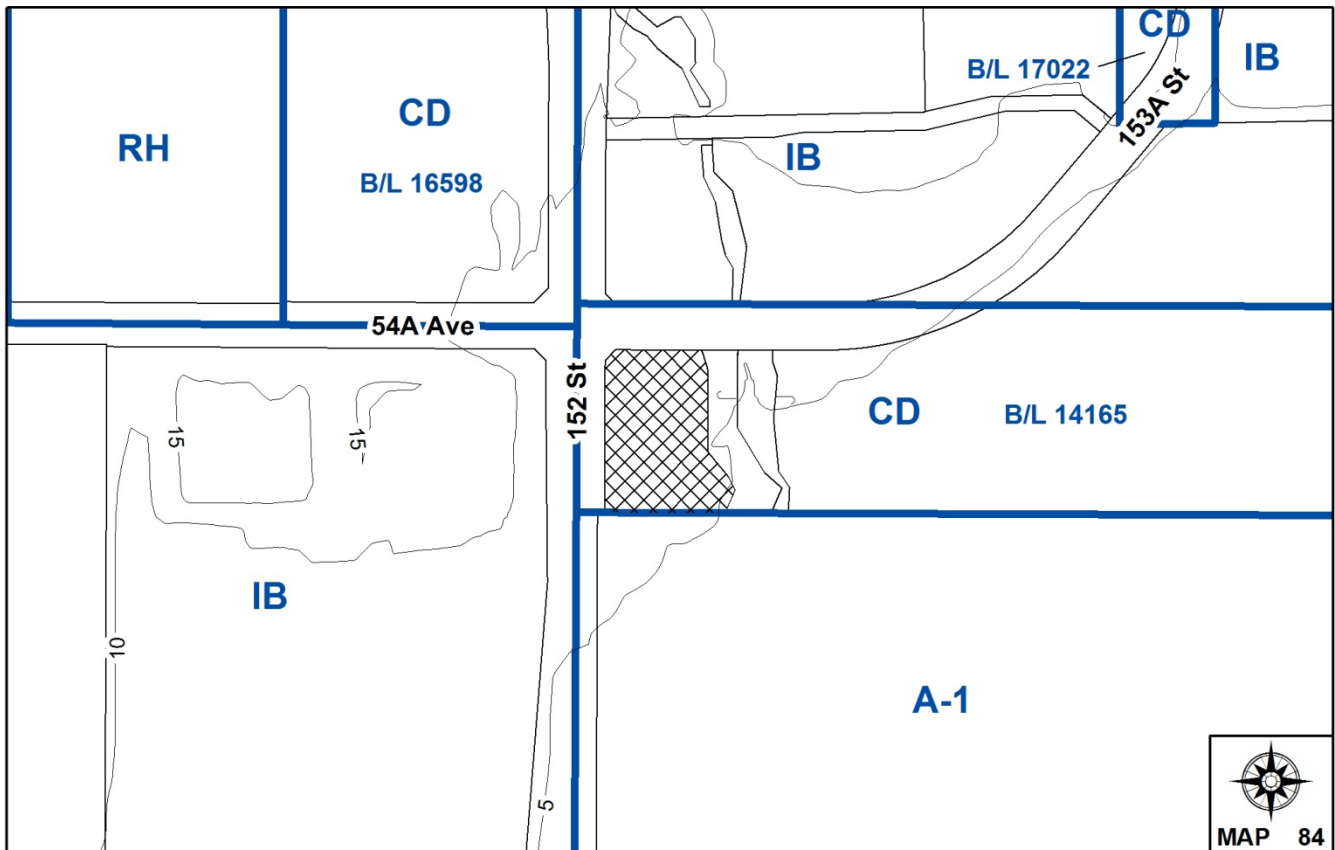 CD
B/L 17022
IB
153A St
CD
B/L 16598
RH
IB
54A Ave
152 St
15
15
CD
B/L 14165
IB
10
A-1
5
MAP 84